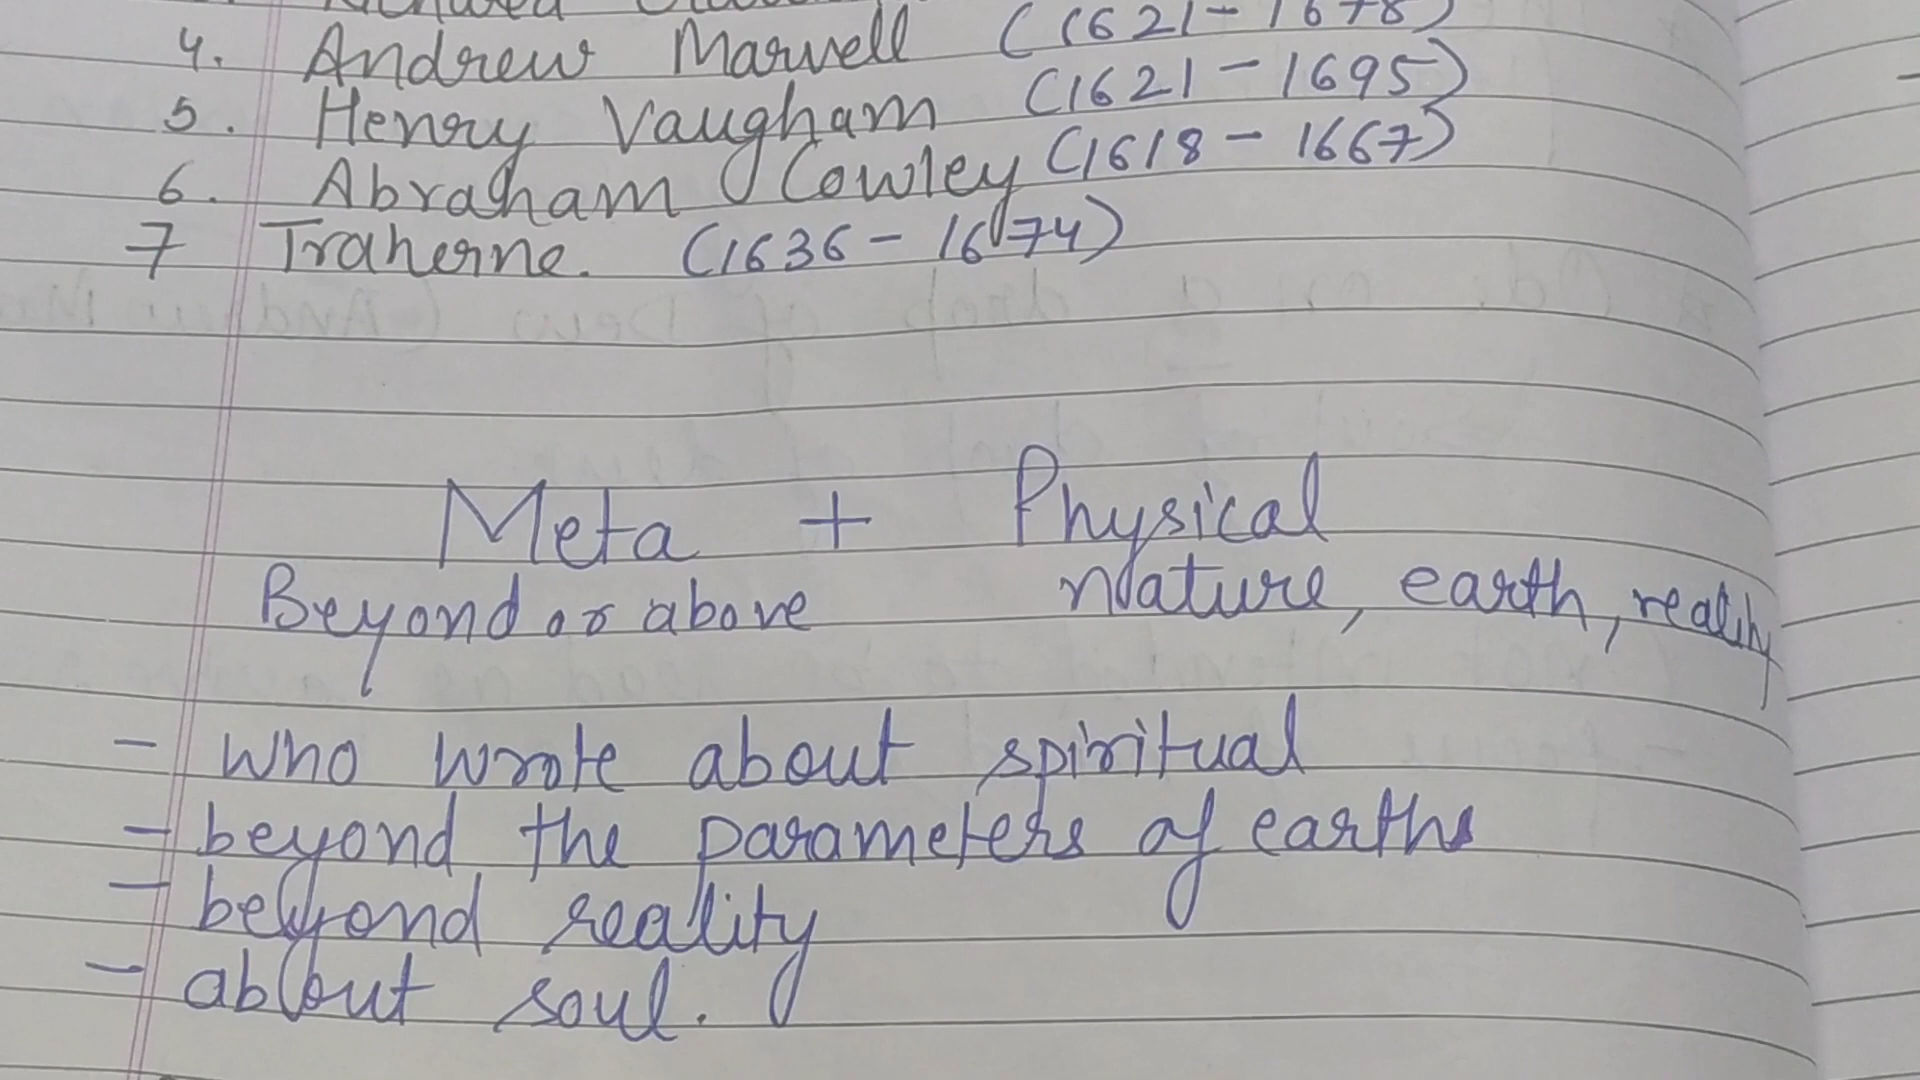 4. Andrew Marvell (1621-1678)
5. Henry Vaugham (1621-1695)
6. Abraham Cowley (1618-1667)
7 Traherne. (1636-1674)
Meta + Physical
Beyond or above Nature, earth, reality
- who wrote about spiritual
- beyond the parameters of earths
- beyond reality
- about soul.